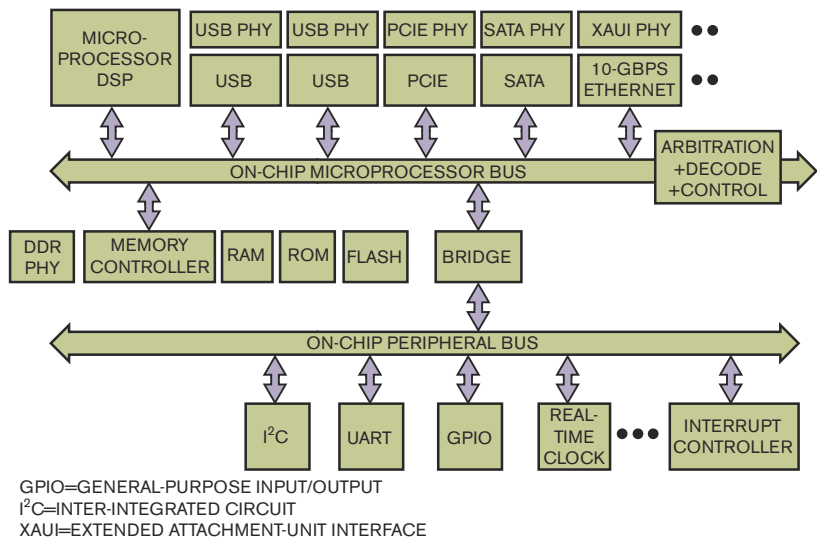 MICRO-
PROCESSOR
DSP
USB PHY
USB PHY
PCIE PHY
SATA PHY
XAUI PHY
USB
USB
PCIE
SATA
10-GBPS
ETHERNET
ON-CHIP MICROPROCESSOR BUS
ARBITRATION
+DECODE
+CONTROL
DDR
PHY
MEMORY
CONTROLLER
RAM
ROM
FLASH
BRIDGE
ON-CHIP PERIPHERAL BUS
I²C
UART
GPIO
REAL-
TIME
CLOCK
INTERRUPT
CONTROLLER
GPIO=GENERAL-PURPOSE INPUT/OUTPUT
I²C=INTER-INTEGRATED CIRCUIT
XAUI=EXTENDED ATTACHMENT-UNIT INTERFACE